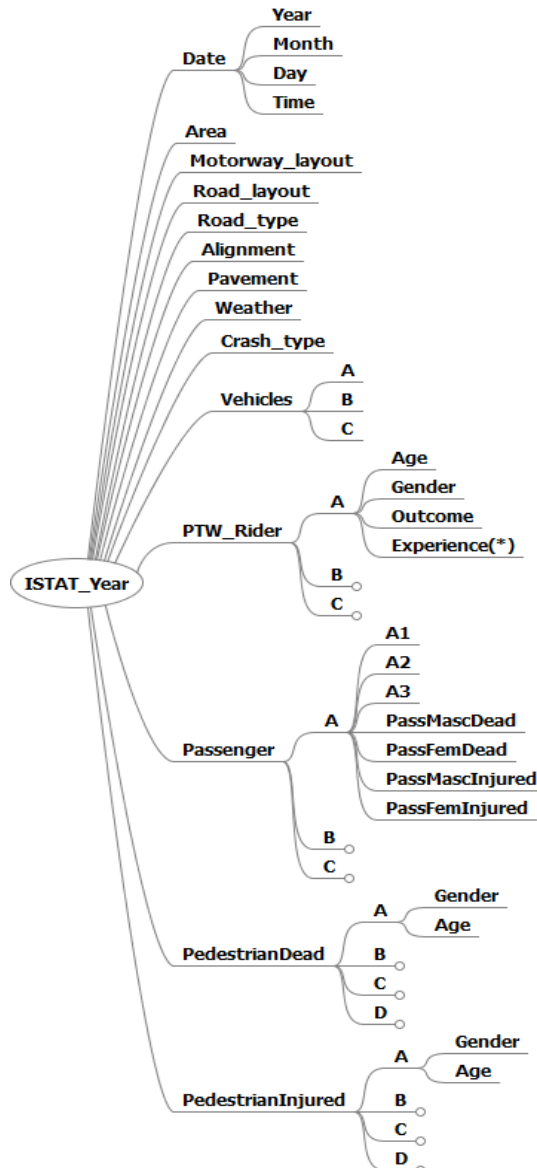 Year
Month
Date
Day
Time
Area
Motorway_layout
Road_layout
Road_type
Alignment
Pavement
Weather
Crash_type
A
Vehicles
B
C
Age
Gender
A
Outcome
PTW_Rider
Experience(*)
B
ISTAT_Year
C
A1
A2
A3
A
PassMascDead
Passenger
PassFemDead
PassMascInjured
PassFemInjured
B
C
Gender
A
Age
PedestrianDead
B
C
D
Gender
A
Age
PedestrianInjured
B
C
D